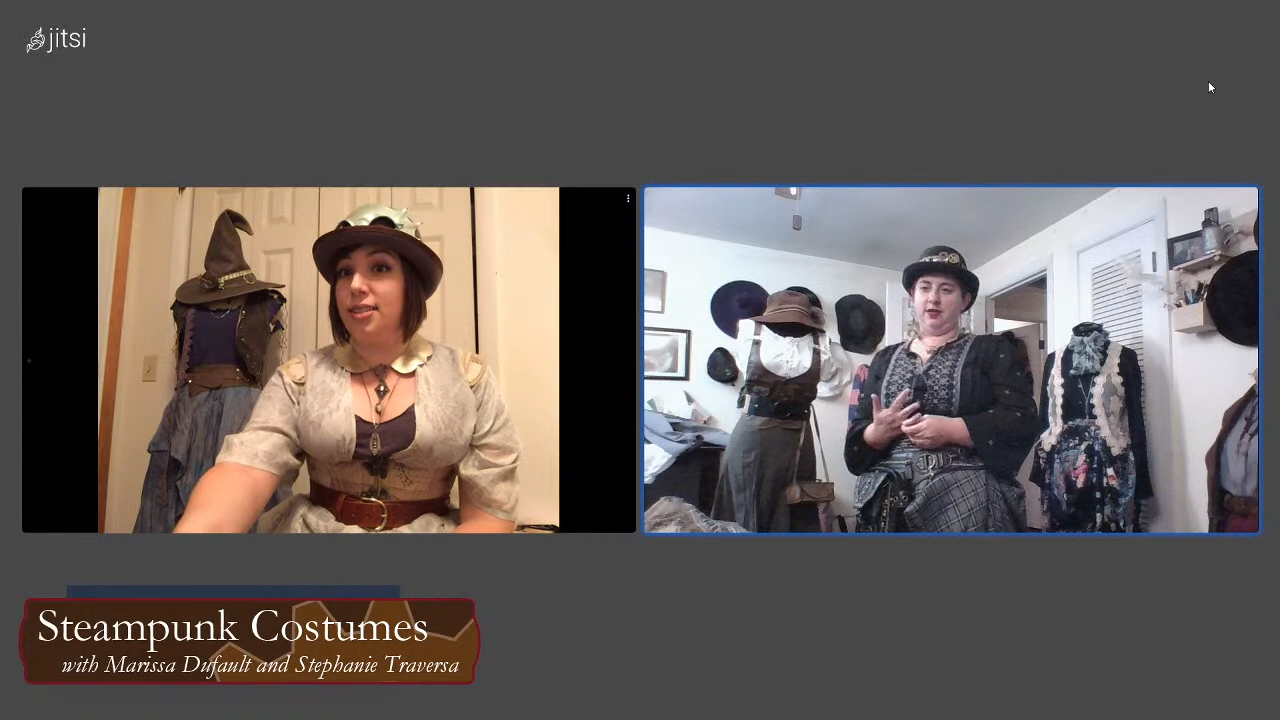 jitsi
Steampunk Costumes
with Marissa Dufault and Stephanie Traversa